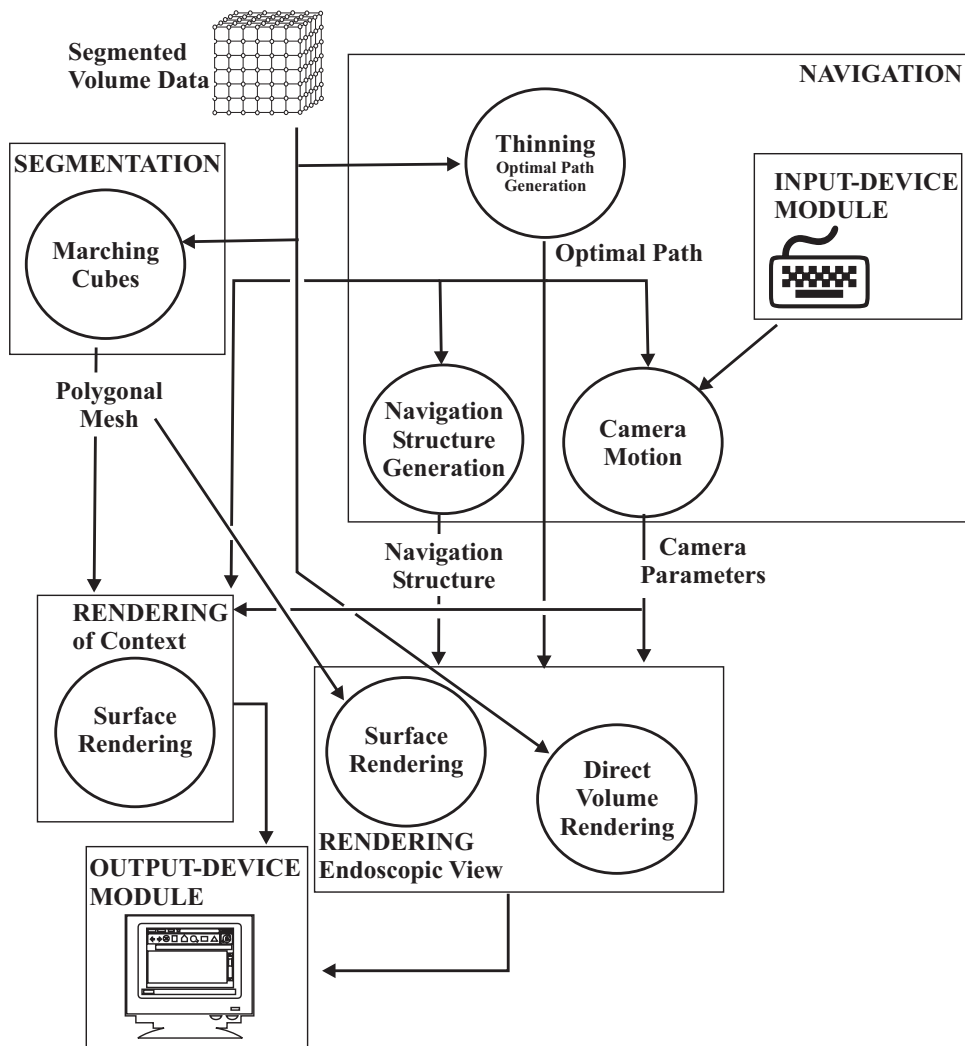 Segmented
Volume Data
NAVIGATION
Thinning
Optimal Path
Generation
SEGMENTATION
INPUT-DEVICE
MODULE
Marching
Cubes
Optimal Path
Polygonal
Mesh
Navigation
Structure
Generation
Camera
Motion
Navigation
Structure
Camera
Parameters
RENDERING
of Context
Surface
Rendering
Surface
Rendering
Direct
Volume
Rendering
RENDERING
Endoscopic View
OUTPUT-DEVICE
MODULE